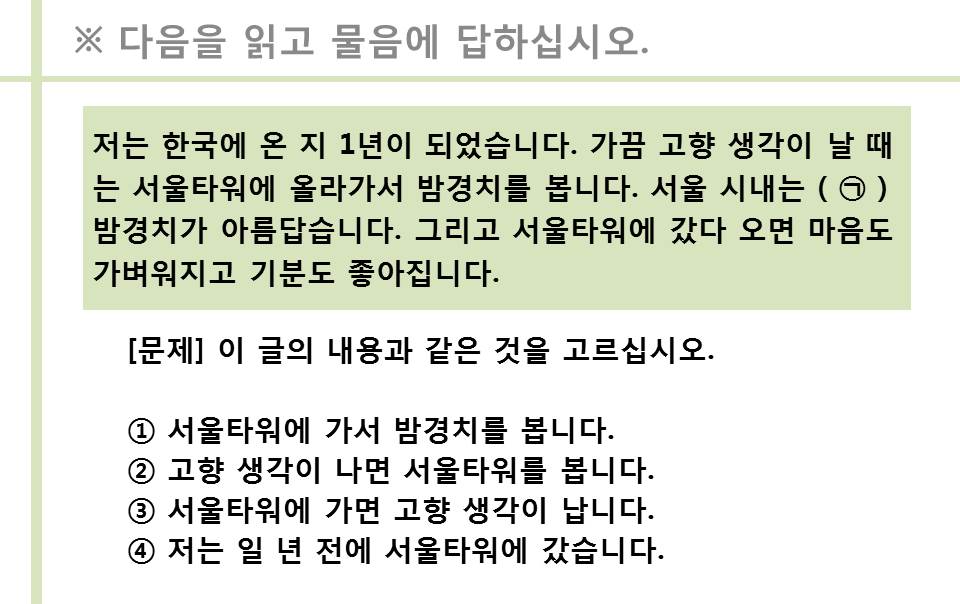 ※ 다음을 읽고 물음에 답하십시오.
저는 한국에 온 지 1년이 되었습니다. 가끔 고향 생각이 날 때
는 서울타워에 올라가서 밤경치를 봅니다. 서울 시내는 ( ㉠ )
밤경치가 아름답습니다. 그리고 서울타워에 갔다 오면 마음도
가벼워지고 기분도 좋아집니다.
[문제] 이 글의 내용과 같은 것을 고르십시오.
① 서울타워에 가서 밤경치를 봅니다.
② 고향 생각이 나면 서울타워를 봅니다.
③ 서울타워에 가면 고향 생각이 납니다.
④ 저는 일 년 전에 서울타워에 갔습니다.